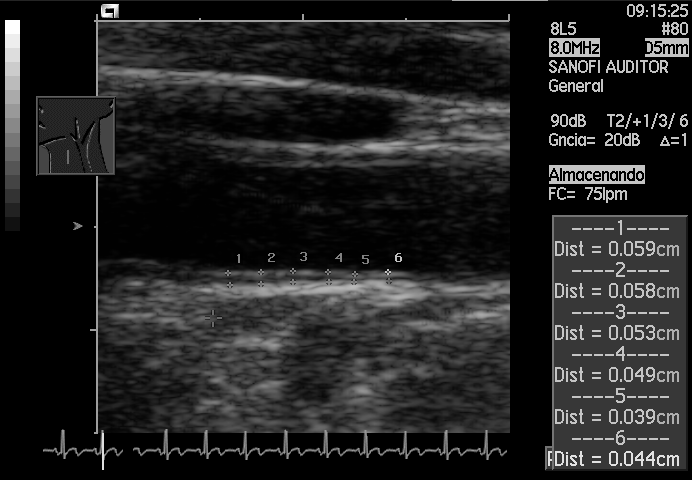 09:15:25
8L5 #80
8.0MHz D5mm
SANOFI AUDITOR
General
90dB T2/+1/3/ 6
Gncia= 20dB Δ=1
Almacenando
FC= 75lpm
1 2 3 4 5 6
-----1----
Dist = 0.059cm
-----2----
Dist = 0.058cm
-----3----
Dist = 0.053cm
-----4----
Dist = 0.049cm
-----5----
Dist = 0.039cm
-----6----
Dist = 0.044cm